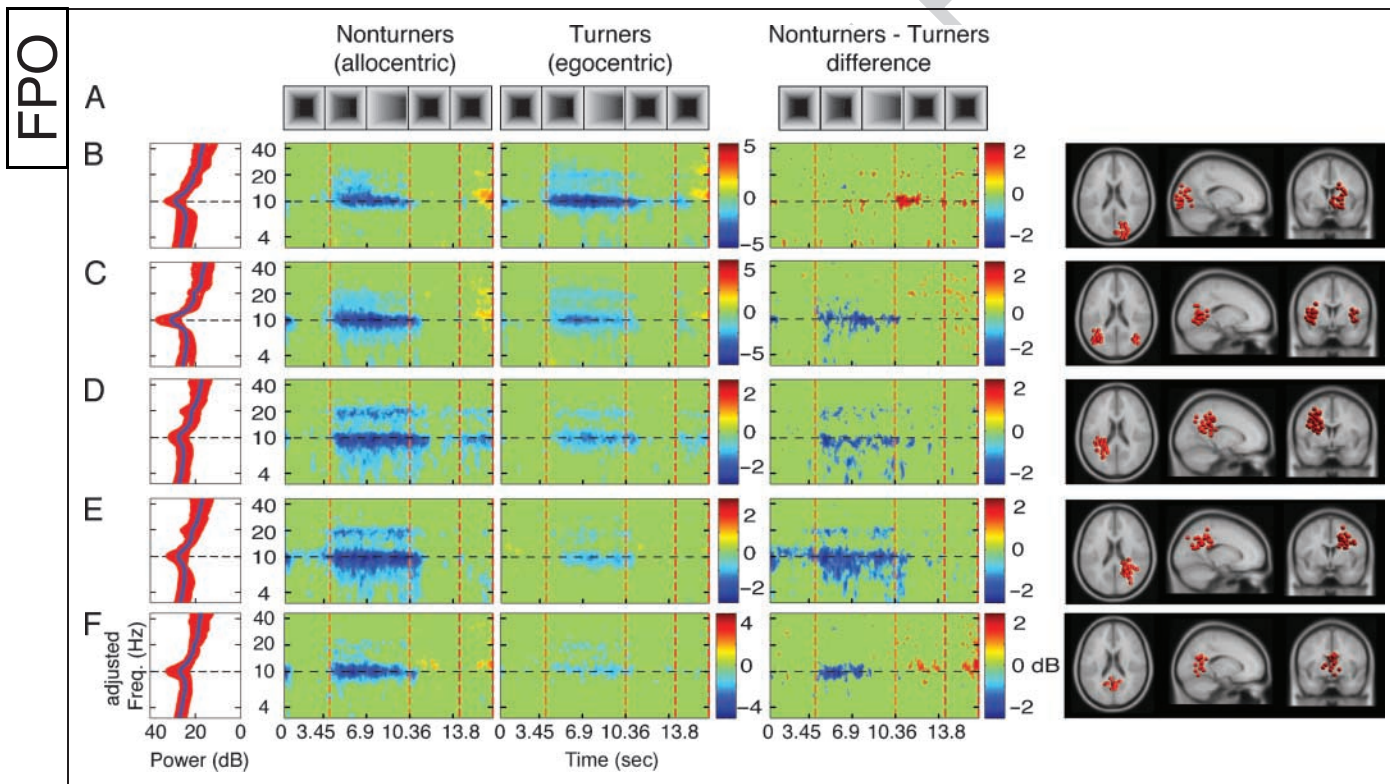 FPO
Nonturners
(allocentric)
Turners
(egocentric)
Nonturners - Turners
difference
A
B
40
20
10
4
5
0
−5
2
0
−2
C
40
20
10
4
5
0
5
2
0
−2
D
40
20
10
4
2
0
−2
2
0
−2
E
40
20
10
4
2
0
−2
2
0
−2
F
adjusted
Freq. (Hz)
40
20
10
4
4
0
−4
2
0 dB
−2
40 20 0
0 3.45 6.9 10.36 13.8
0 3.45 6.9 10.36 13.8
0 3.45 6.9 10.36 13.8
Power (dB)
Time (sec)